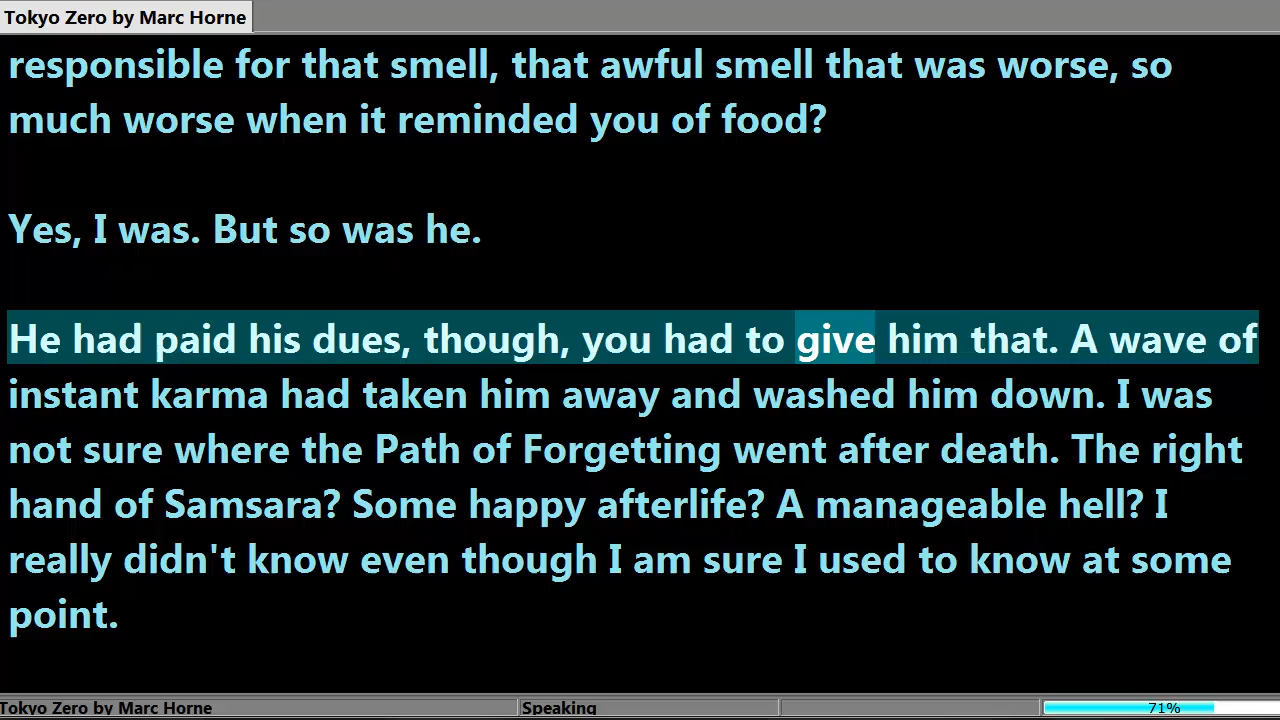 Tokyo Zero by Marc Horne
responsible for that smell, that awful smell that was worse, so
much worse when it reminded you of food?
Yes, I was. But so was he.
He had paid his dues, though, you had to give him that. A wave of
instant karma had taken him away and washed him down. I was
not sure where the Path of Forgetting went after death. The right
hand of Samsara? Some happy afterlife? A manageable hell? I
really didn't know even though I am sure I used to know at some
point.
Tokyo Zero by Marc Horne
Speaking
71%